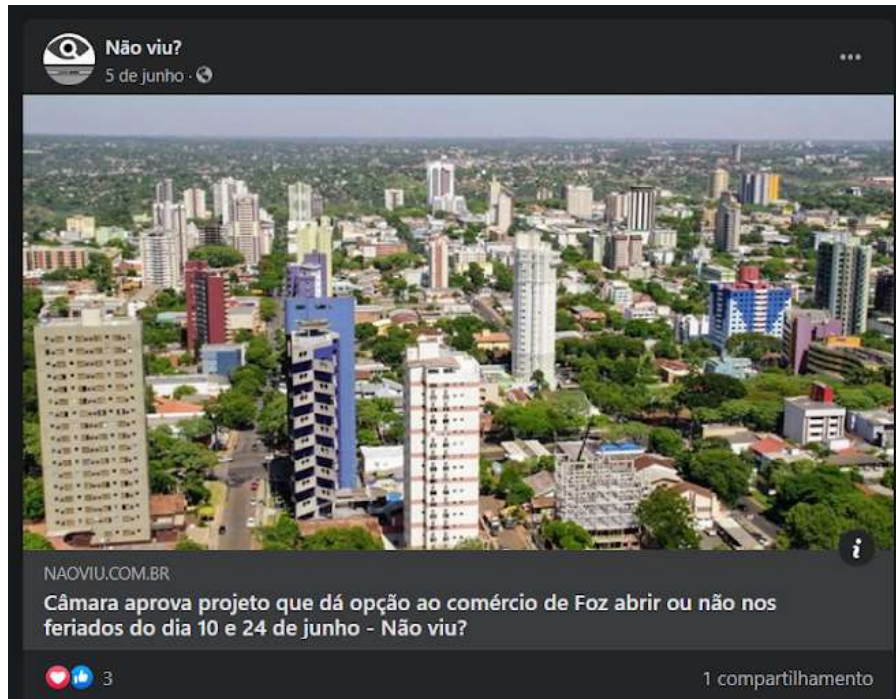 Não viu?
5 de junho ·
NAOVIU.COM.BR
Câmara aprova projeto que dá opção ao comércio de Foz abrir ou não nos
feriados do dia 10 e 24 de junho - Não viu?
3
1 compartilhamento